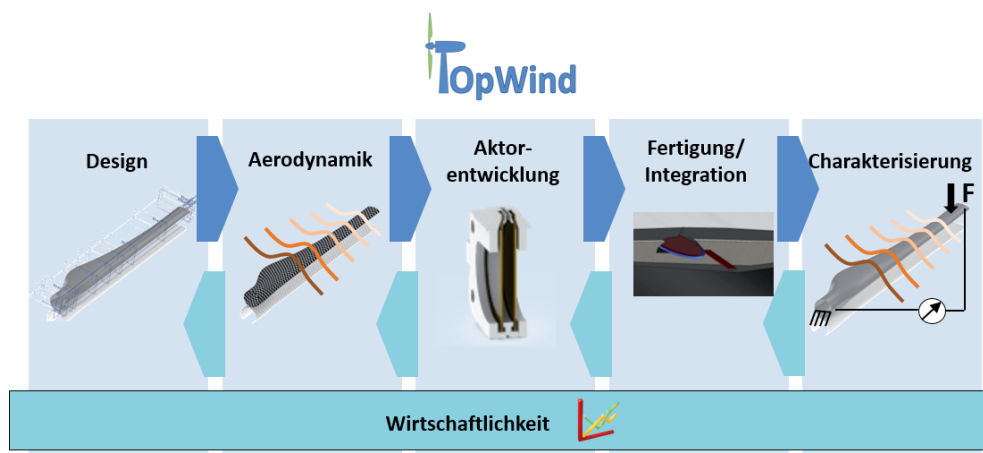 TOpWind
Design
Aerodynamik
Aktor-
entwicklung
Fertigung/
Integration
Charakterisierung
F
Wirtschaftlichkeit